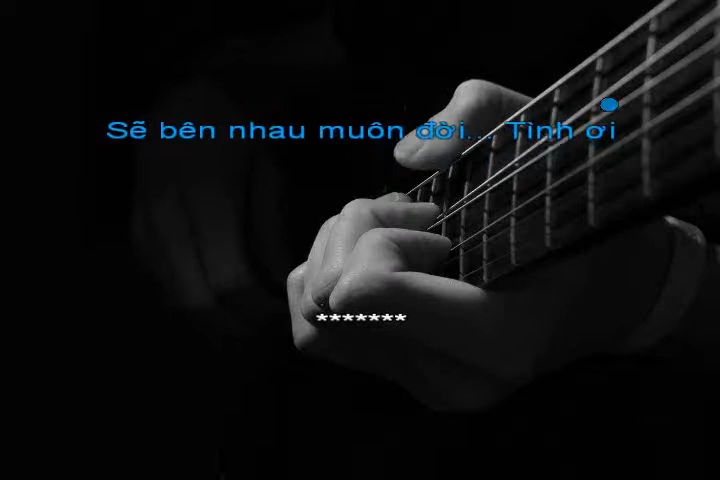 Sẽ bên nhau muôn đời... Tình ơi
*******